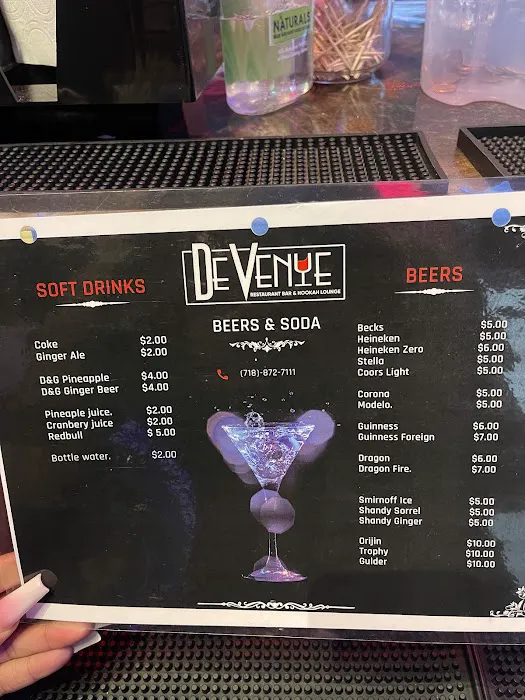 NATURALS
DEVENUE
RESTAURANT BAR & HOOKAH LOUNGE
BEERS & SODA
(718)-872-7111
SOFT DRINKS
Coke $2.00
Ginger Ale $2.00
D&G Pineapple $4.00
D&G Ginger Beer $4.00
Pineapple juice. $2.00
Cranbery juice $2.00
Redbull $ 5.00
Bottle water. $2.00
BEERS
Becks $5.00
Heineken $5.00
Heineken Zero $6.00
Stella $5.00
Coors Light $5.00
Corona $5.00
Modelo. $5.00
Guinness $6.00
Guinness Foreign $7.00
Dragon $6.00
Dragon Fire. $7.00
Smirnoff Ice $5.00
Shandy Sorrel $5.00
Shandy Ginger $5.00
Orijin $10.00
Trophy $10.00
Gulder $10.00